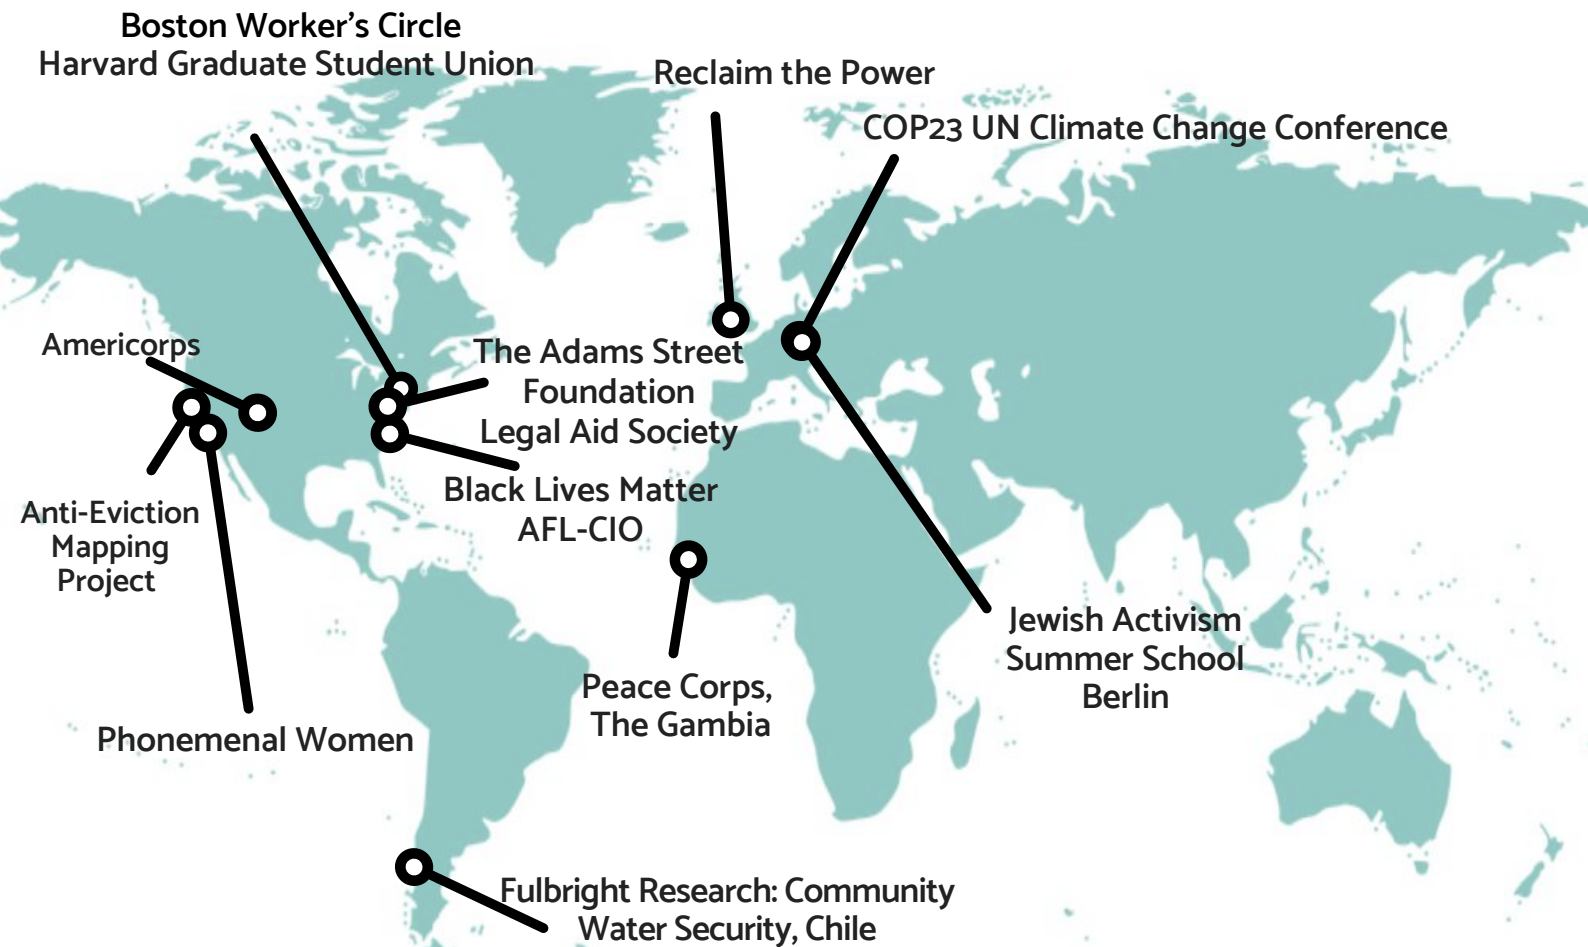 Boston Worker's Circle
Harvard Graduate Student Union
Reclaim the Power
COP23 UN Climate Change Conference
Americorps
The Adams Street
Foundation
Legal Aid Society
Black Lives Matter
AFL-CIO
Anti-Eviction
Mapping
Project
Jewish Activism
Summer School
Berlin
Peace Corps,
The Gambia
Phonemenal Women
Fulbright Research: Community
Water Security, Chile